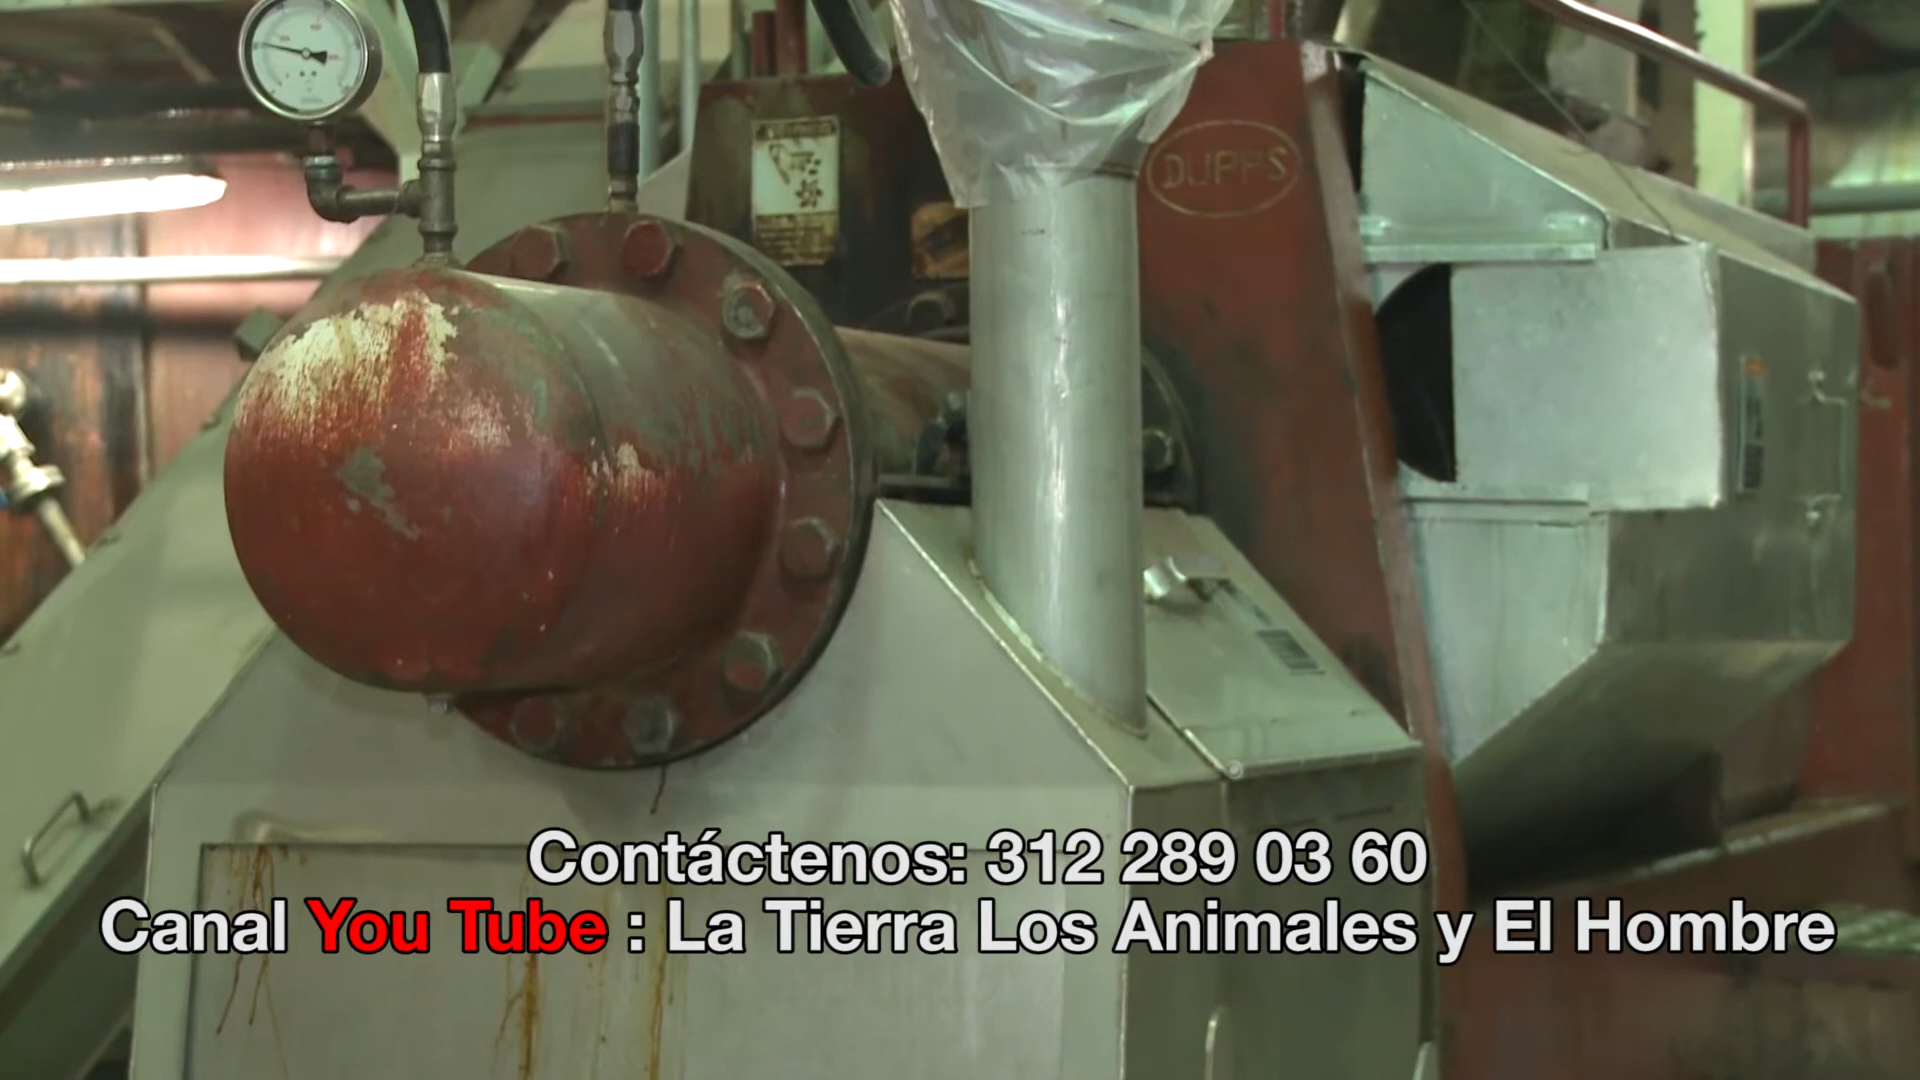 DUPPS
Contáctenos: 312 289 03 60
Canal You Tube : La Tierra Los Animales y El Hombre